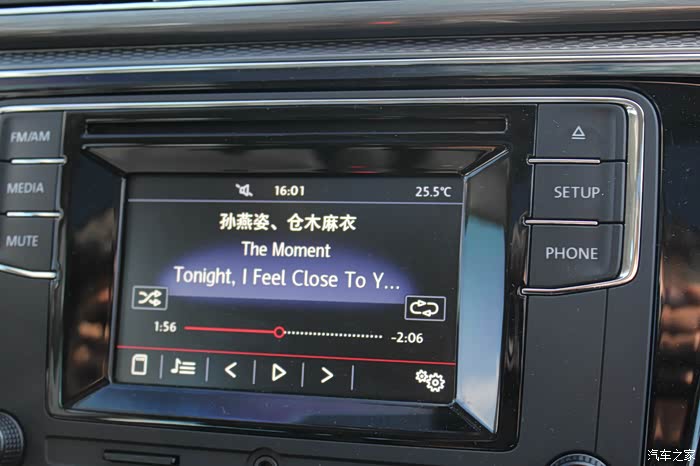 FM/AM
MEDIA
MUTE
16:01
25.5°C
孙燕姿、仓木麻衣
The Moment
Tonight, I Feel Close To Y...
1:56
-2:06
SETUP
PHONE
汽车之家